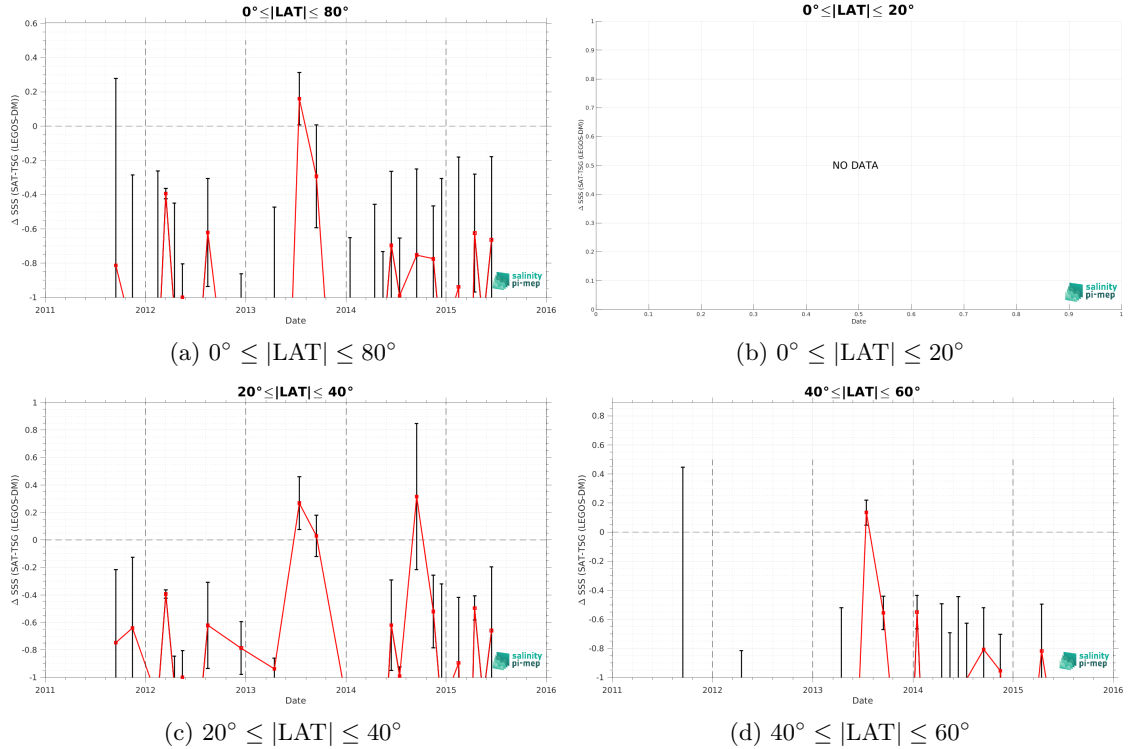 0°≤|LAT|≤ 80°
Δ SSS (SAT-TSG (LEGOS-DM))
0.6
0.4
0.2
0
-0.2
-0.4
-0.6
-0.8
-1
2011
2012
2013
2014
2015
2016
Date
salinity
pi-mep
(a) 0° ≤ |LAT| ≤ 80°
0°≤|LAT|≤ 20°
Δ SSS (SAT-TSG (LEGOS-DM))
1
0.9
0.8
0.7
0.6
0.5
0.4
0.3
0.2
0.1
0
NO DATA
0
0.1
0.2
0.3
0.4
0.5
0.6
0.7
0.8
0.9
1
Date
salinity
pi-mep
(b) 0° ≤ |LAT| ≤ 20°
20°≤|LAT|≤ 40°
Δ SSS (SAT-TSG (LEGOS-DM))
1
0.8
0.6
0.4
0.2
0
-0.2
-0.4
-0.6
-0.8
-1
2011
2012
2013
2014
2015
2016
Date
salinity
pi-mep
(c) 20° ≤ |LAT| ≤ 40°
40°≤|LAT|≤ 60°
Δ SSS (SAT-TSG (LEGOS-DM))
0.8
0.6
0.4
0.2
0
-0.2
-0.4
-0.6
-0.8
-1
2011
2012
2013
2014
2015
2016
Date
salinity
pi-mep
(d) 40° ≤ |LAT| ≤ 60°